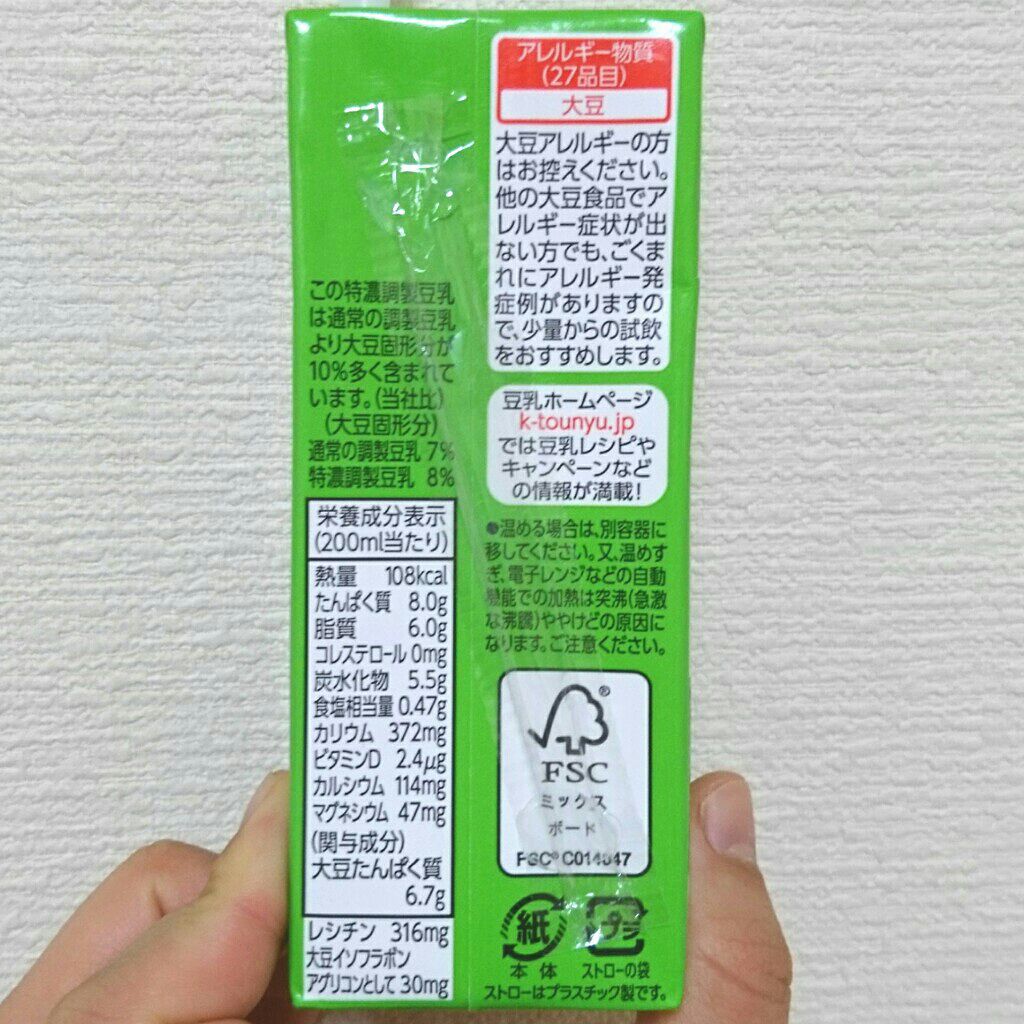 この特濃調製豆乳
は通常の調製豆乳
より大豆固形分が
10%多く含まれて
います。(当社比)
(大豆固形分)
通常の調製豆乳 7%
特濃調製豆乳 8%
栄養成分表示
(200ml当たり)
熱量 108kcal
たんぱく質 8.0g
脂質 6.0g
コレステロール 0mg
炭水化物 5.5g
食塩相当量 0.47g
カリウム 372mg
ビタミンD 2.4μg
カルシウム 114mg
マグネシウム 47mg
(関与成分)
大豆たんぱく質
6.7g
レシチン 316mg
大豆イソフラボン
アグリコンとして 30mg
アレルギー物質
(27品目)
大豆
大豆アレルギーの方
はお控えください。
他の大豆食品でア
レルギー症状が出
ない方でも、ごくま
れにアレルギー発
症例がありますの
で、少量からの試飲
をおすすめします。
豆乳ホームページ
k-tounyu.jp
では豆乳レシピや
キャンペーンなど
の情報が満載!
●温める場合は、別容器に
移してください。又、温めす
ぎ、電子レンジなどの自動
機能での加熱は突沸(急激
な沸騰)ややけどの原因に
なります。ご注意ください。
®
FSC
ミックス
ボード
FSC® C014047
紙 プラ
本体 ストローの袋
ストローはプラスチック製です。